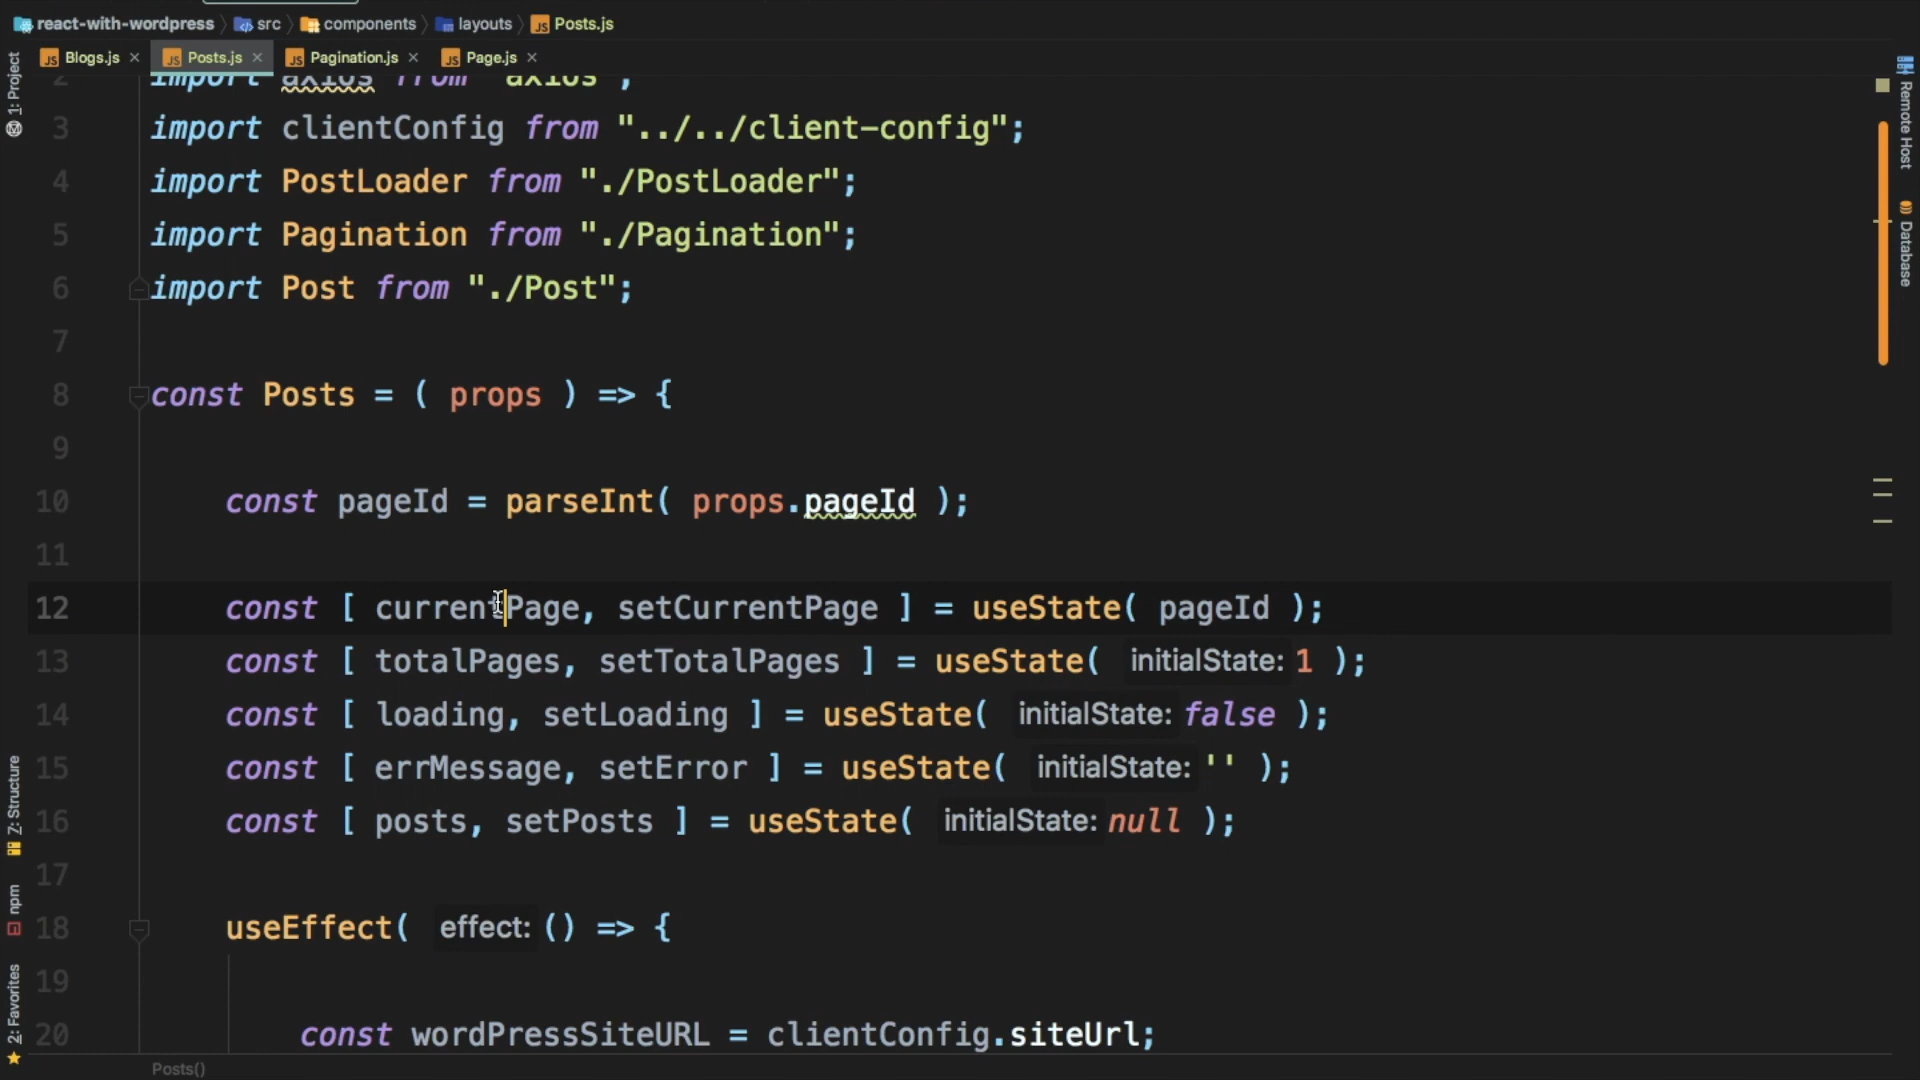 react-with-wordpress src components layouts Posts.js
Blogs.js Posts.js Pagination.js Page.js
1: Project
Remote Host
Database
2 import axios from "axios";
3 import clientConfig from "../../client-config";
4 import PostLoader from "./PostLoader";
5 import Pagination from "./Pagination";
6 import Post from "./Post";
7
8 const Posts = ( props ) => {
9
10 const pageId = parseInt( props.pageId );
11
12 const [ currentPage, setCurrentPage ] = useState( pageId );
13 const [ totalPages, setTotalPages ] = useState( initialState: 1 );
14 const [ loading, setLoading ] = useState( initialState: false );
15 const [ errMessage, setError ] = useState( initialState: '' );
16 const [ posts, setPosts ] = useState( initialState: null );
17
18 useEffect( effect: () => {
19
20 const wordPressSiteURL = clientConfig.siteUrl;
Z: Structure
npm
2: Favorites
Posts()